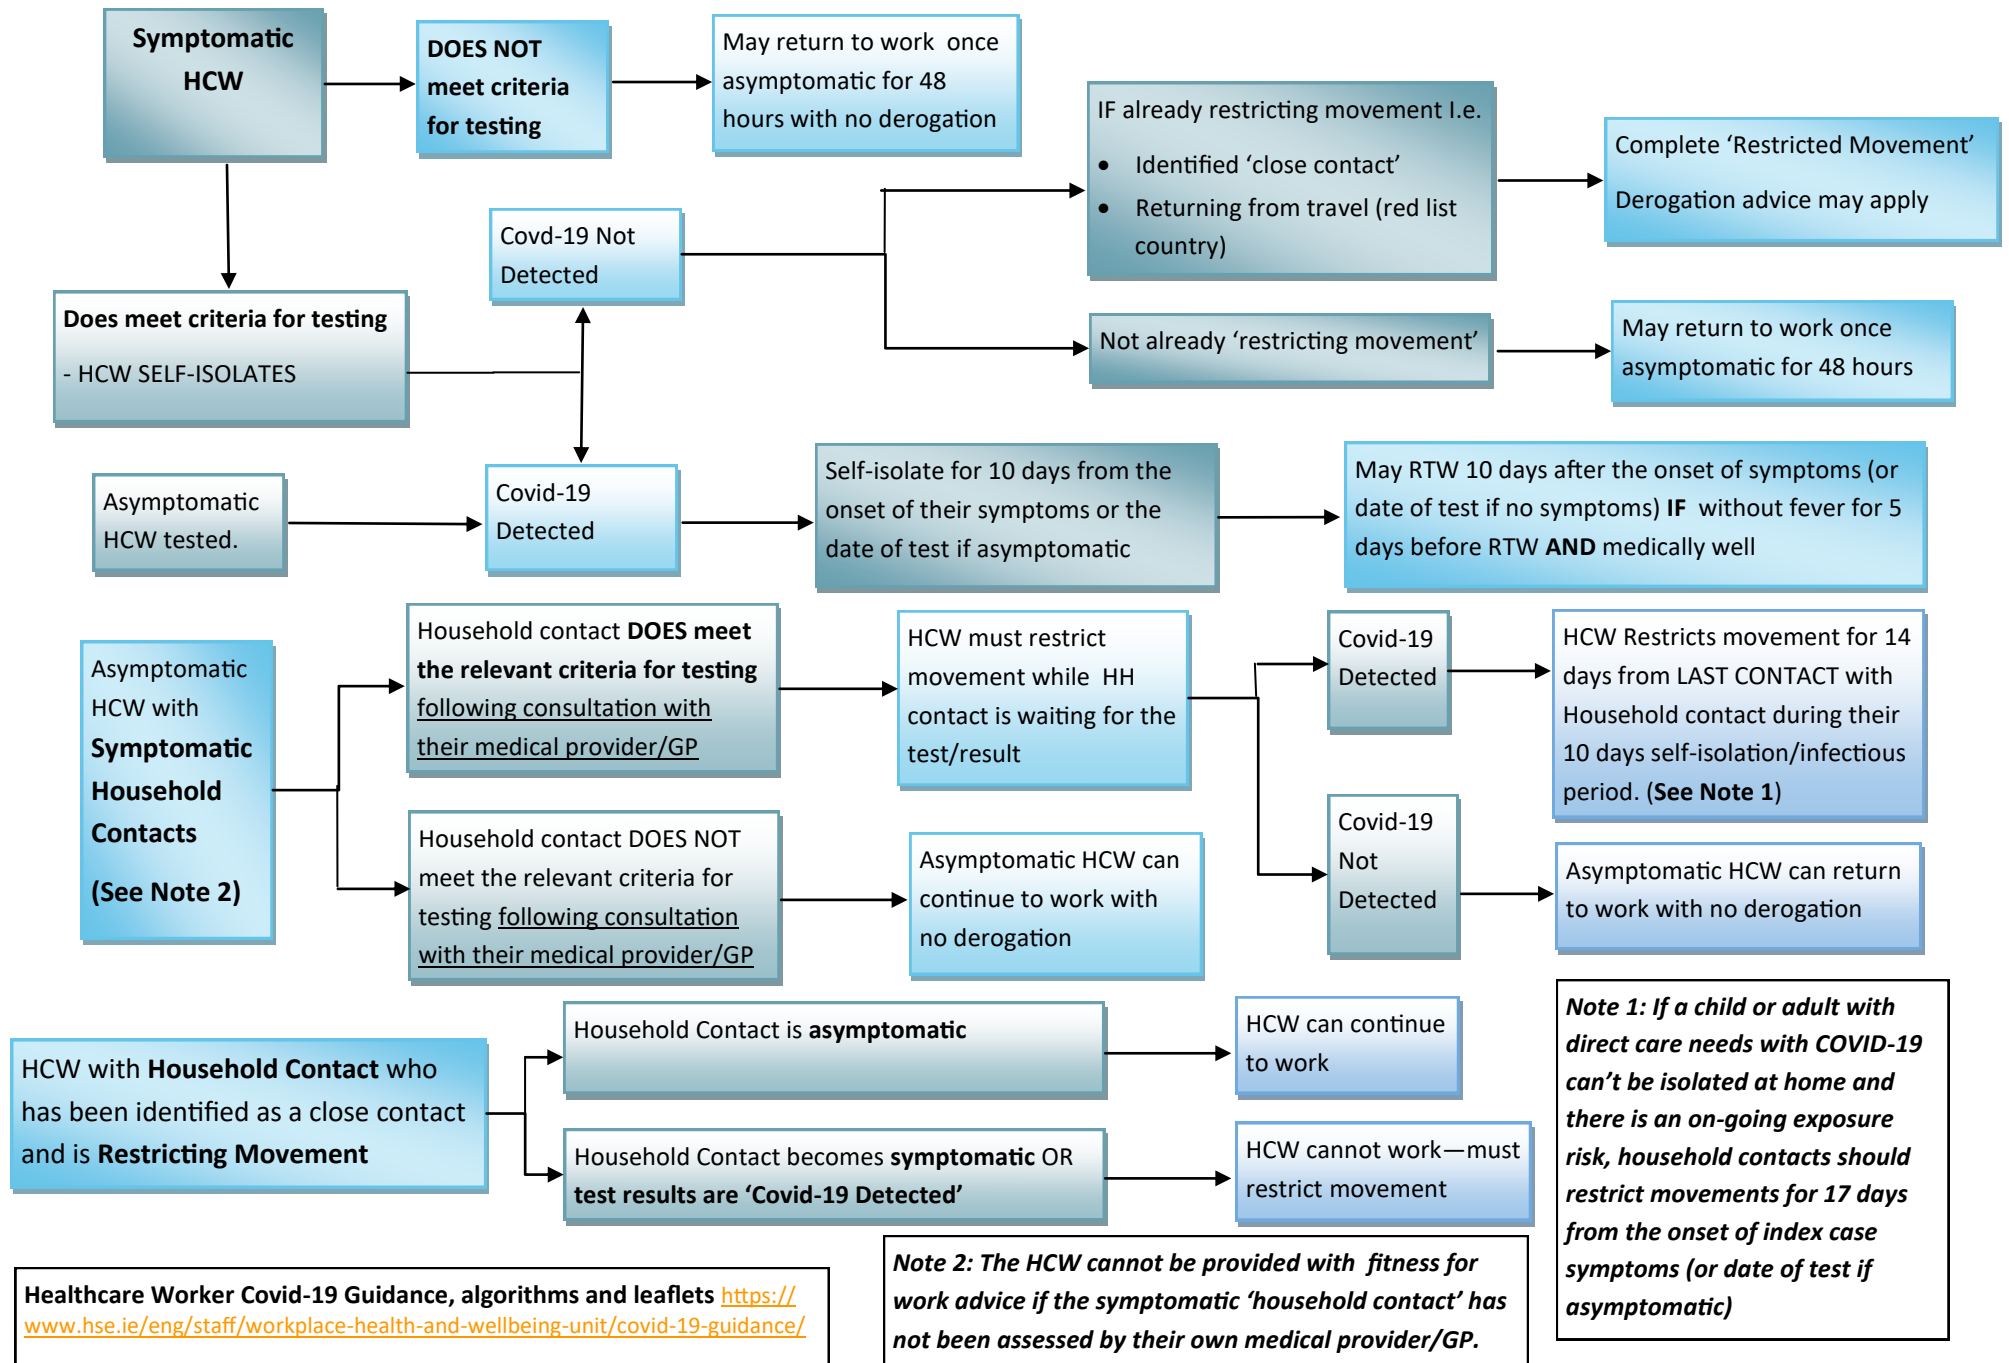 Symptomatic
HCW
DOES NOT
meet criteria
for testing
May return to work once
asymptomatic for 48
hours with no derogation
IF already restricting movement I.e.
• Identified ‘close contact’
• Returning from travel (red list
country)
Complete ‘Restricted Movement’
Derogation advice may apply
Covd-19 Not
Detected
Does meet criteria for testing
- HCW SELF-ISOLATES
Not already ‘restricting movement’
May return to work once
asymptomatic for 48 hours
Asymptomatic
HCW tested.
Covid-19
Detected
Self-isolate for 10 days from the
onset of their symptoms or the
date of test if asymptomatic
May RTW 10 days after the onset of symptoms (or
date of test if no symptoms) IF without fever for 5
days before RTW AND medically well
Asymptomatic
HCW with
Symptomatic
Household
Contacts
(See Note 2)
Household contact DOES meet
the relevant criteria for testing
following consultation with
their medical provider/GP
HCW must restrict
movement while HH
contact is waiting for the
test/result
Covid-19
Detected
HCW Restricts movement for 14
days from LAST CONTACT with
Household contact during their
10 days self-isolation/infectious
period. (See Note 1)
Household contact DOES NOT
meet the relevant criteria for
testing following consultation
with their medical provider/GP
Asymptomatic HCW can
continue to work with
no derogation
Covid-19
Not
Detected
Asymptomatic HCW can return
to work with no derogation
HCW with Household Contact who
has been identified as a close contact
and is Restricting Movement
Household Contact is asymptomatic
HCW can continue
to work
Household Contact becomes symptomatic OR
test results are ‘Covid-19 Detected’
HCW cannot work—must
restrict movement
Note 1: If a child or adult with
direct care needs with COVID-19
can’t be isolated at home and
there is an on-going exposure
risk, household contacts should
restrict movements for 17 days
from the onset of index case
symptoms (or date of test if
asymptomatic)
Healthcare Worker Covid-19 Guidance, algorithms and leaflets https://
www.hse.ie/eng/staff/workplace-health-and-wellbeing-unit/covid-19-guidance/
Note 2: The HCW cannot be provided with fitness for
work advice if the symptomatic ‘household contact’ has
not been assessed by their own medical provider/GP.